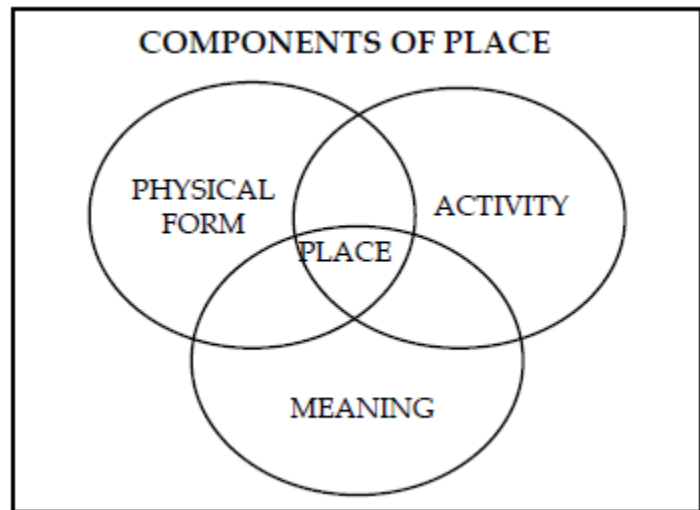 COMPONENTS OF PLACE
PHYSICAL
FORM
ACTIVITY
PLACE
MEANING